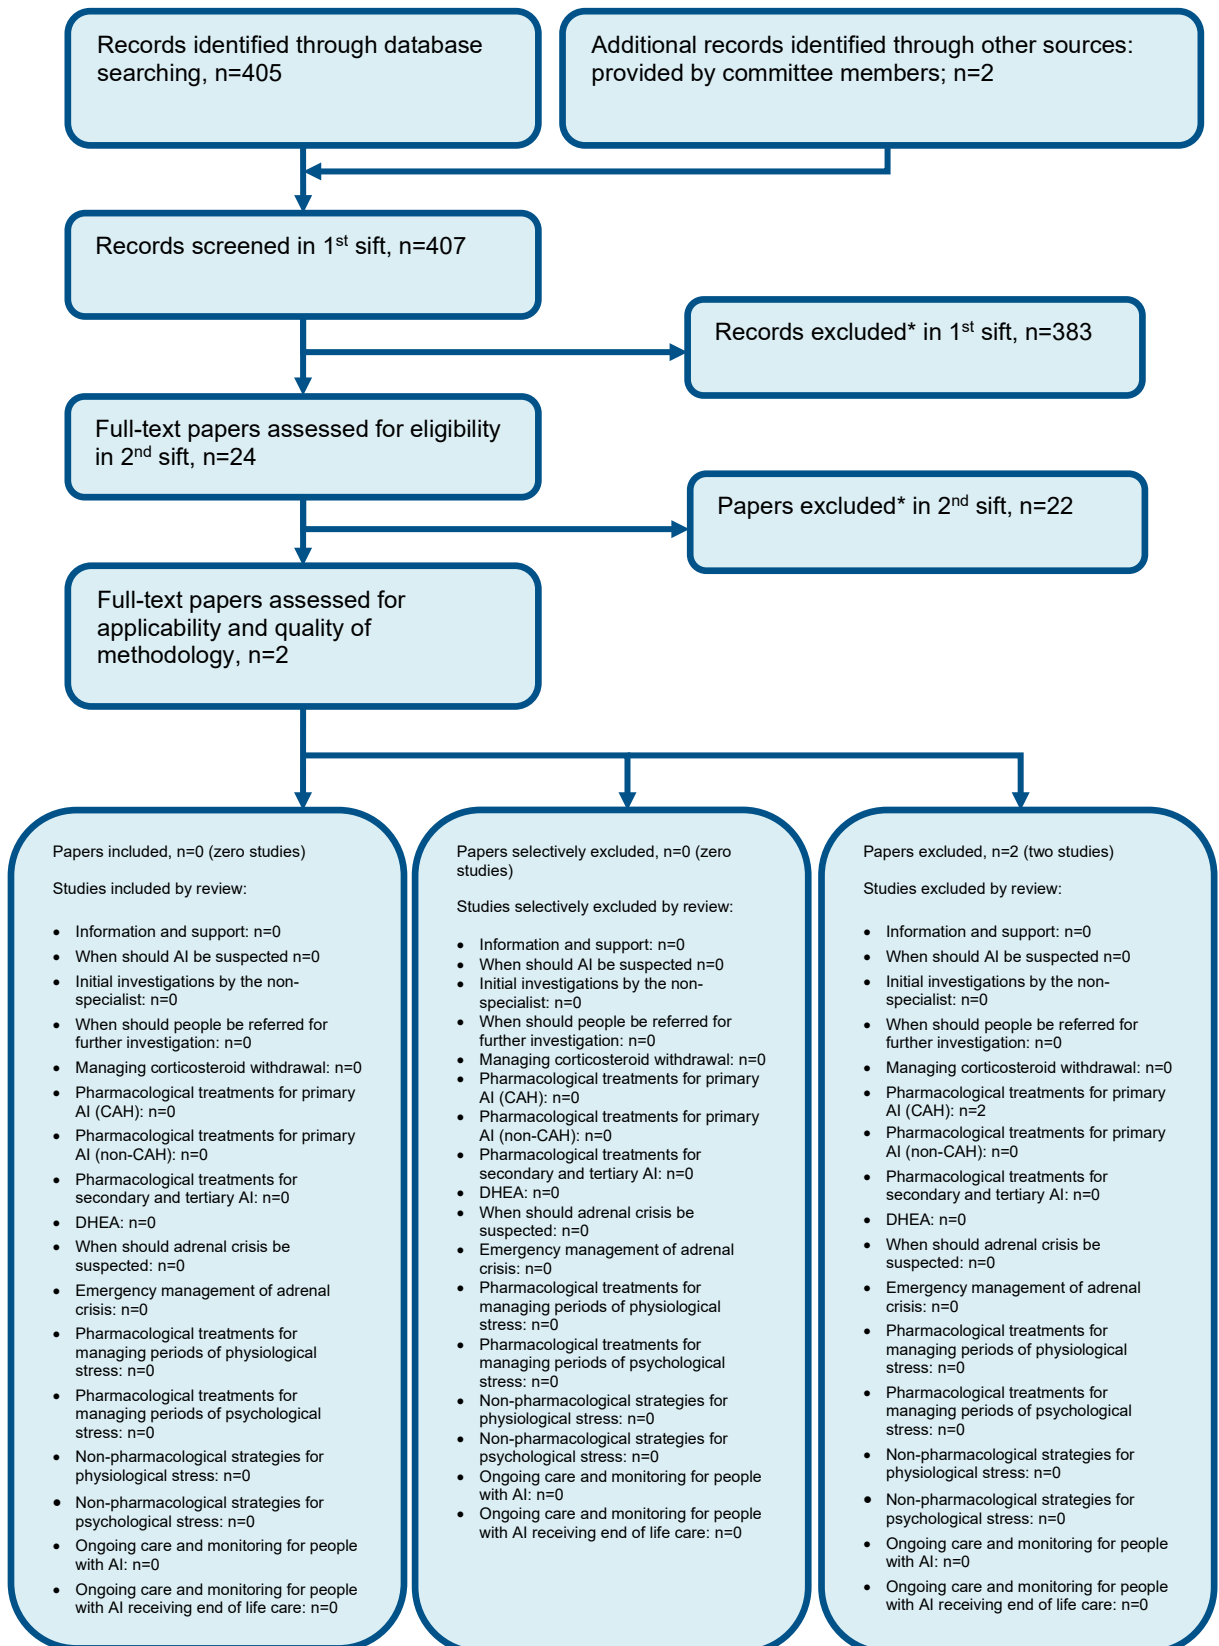 Records identified through database
searching, n=405
Additional records identified through other sources:
provided by committee members; n=2
Records screened in 1st sift, n=407
Records excluded* in 1st sift, n=383
Full-text papers assessed for eligibility
in 2nd sift, n=24
Papers excluded* in 2nd sift, n=22
Full-text papers assessed for
applicability and quality of
methodology, n=2
Papers included, n=0 (zero studies)
Studies included by review:
• Information and support: n=0
• When should AI be suspected n=0
• Initial investigations by the non-
specialist: n=0
• When should people be referred for
further investigation: n=0
• Managing corticosteroid withdrawal: n=0
• Pharmacological treatments for primary
AI (CAH): n=0
• Pharmacological treatments for primary
AI (non-CAH): n=0
• Pharmacological treatments for
secondary and tertiary AI: n=0
• DHEA: n=0
• When should adrenal crisis be
suspected: n=0
• Emergency management of adrenal
crisis: n=0
• Pharmacological treatments for
managing periods of physiological
stress: n=0
• Pharmacological treatments for
managing periods of psychological
stress: n=0
• Non-pharmacological strategies for
physiological stress: n=0
• Non-pharmacological strategies for
psychological stress: n=0
• Ongoing care and monitoring for people
with AI: n=0
• Ongoing care and monitoring for people
with AI receiving end of life care: n=0
Papers selectively excluded, n=0 (zero
studies)
Studies selectively excluded by review:
• Information and support: n=0
• When should AI be suspected n=0
• Initial investigations by the non-
specialist: n=0
• When should people be referred for
further investigation: n=0
• Managing corticosteroid withdrawal: n=0
• Pharmacological treatments for primary
AI (CAH): n=0
• Pharmacological treatments for primary
AI (non-CAH): n=0
• Pharmacological treatments for
secondary and tertiary AI: n=0
• DHEA: n=0
• When should adrenal crisis be
suspected: n=0
• Emergency management of adrenal
crisis: n=0
• Pharmacological treatments for
managing periods of physiological
stress: n=0
• Pharmacological treatments for
managing periods of psychological
stress: n=0
• Non-pharmacological strategies for
physiological stress: n=0
• Non-pharmacological strategies for
psychological stress: n=0
• Ongoing care and monitoring for people
with AI: n=0
• Ongoing care and monitoring for people
with AI receiving end of life care: n=0
Papers excluded, n=2 (two studies)
Studies excluded by review:
• Information and support: n=0
• When should AI be suspected n=0
• Initial investigations by the non-
specialist: n=0
• When should people be referred for
further investigation: n=0
• Managing corticosteroid withdrawal: n=0
• Pharmacological treatments for primary
AI (CAH): n=2
• Pharmacological treatments for primary
AI (non-CAH): n=0
• Pharmacological treatments for
secondary and tertiary AI: n=0
• DHEA: n=0
• When should adrenal crisis be
suspected: n=0
• Emergency management of adrenal
crisis: n=0
• Pharmacological treatments for
managing periods of physiological
stress: n=0
• Pharmacological treatments for
managing periods of psychological
stress: n=0
• Non-pharmacological strategies for
physiological stress: n=0
• Non-pharmacological strategies for
psychological stress: n=0
• Ongoing care and monitoring for people
with AI: n=0
• Ongoing care and monitoring for people
with AI receiving end of life care: n=0